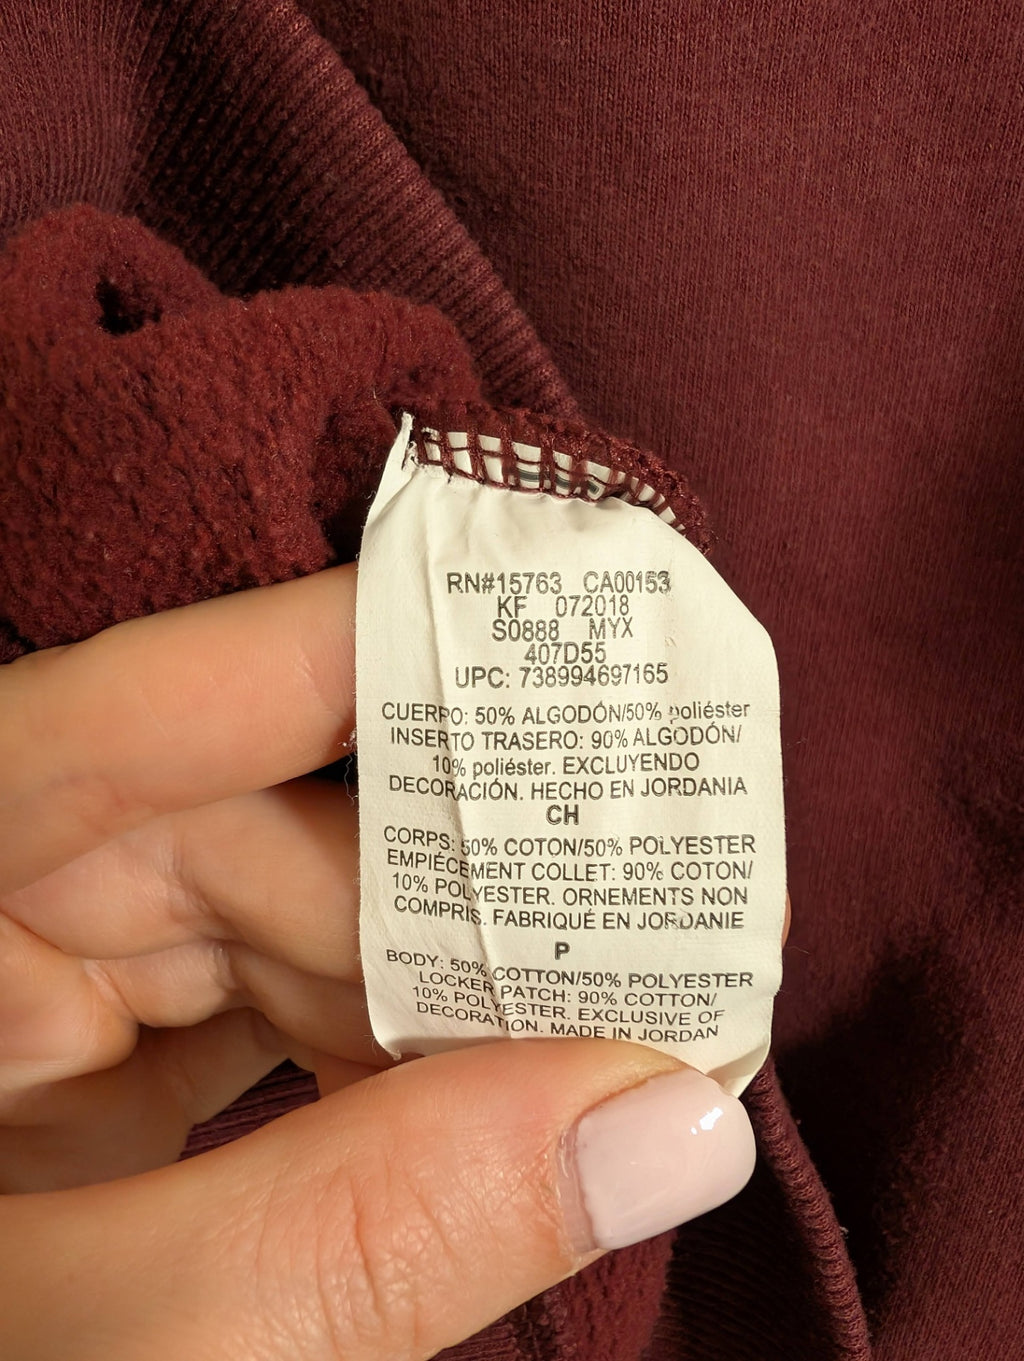 RN#15763 CA00153
KF 072018
S0888 MYX
407D55
UPC: 738994697165
CUERPO: 50% ALGODÓN/50% poliéster
INSERTO TRASERO: 90% ALGODÓN/
10% poliéster. EXCLUYENDO
DECORACIÓN. HECHO EN JORDANIA
CH
CORPS: 50% COTON/50% POLYESTER
EMPIÉCEMENT COLLET: 90% COTON/
10% POLYESTER. ORNEMENTS NON
COMPRIS. FABRIQUÉ EN JORDANIE
P
BODY: 50% COTTON/50% POLYESTER
LOCKER PATCH: 90% COTTON/
10% POLYESTER. EXCLUSIVE OF
DECORATION. MADE IN JORDAN